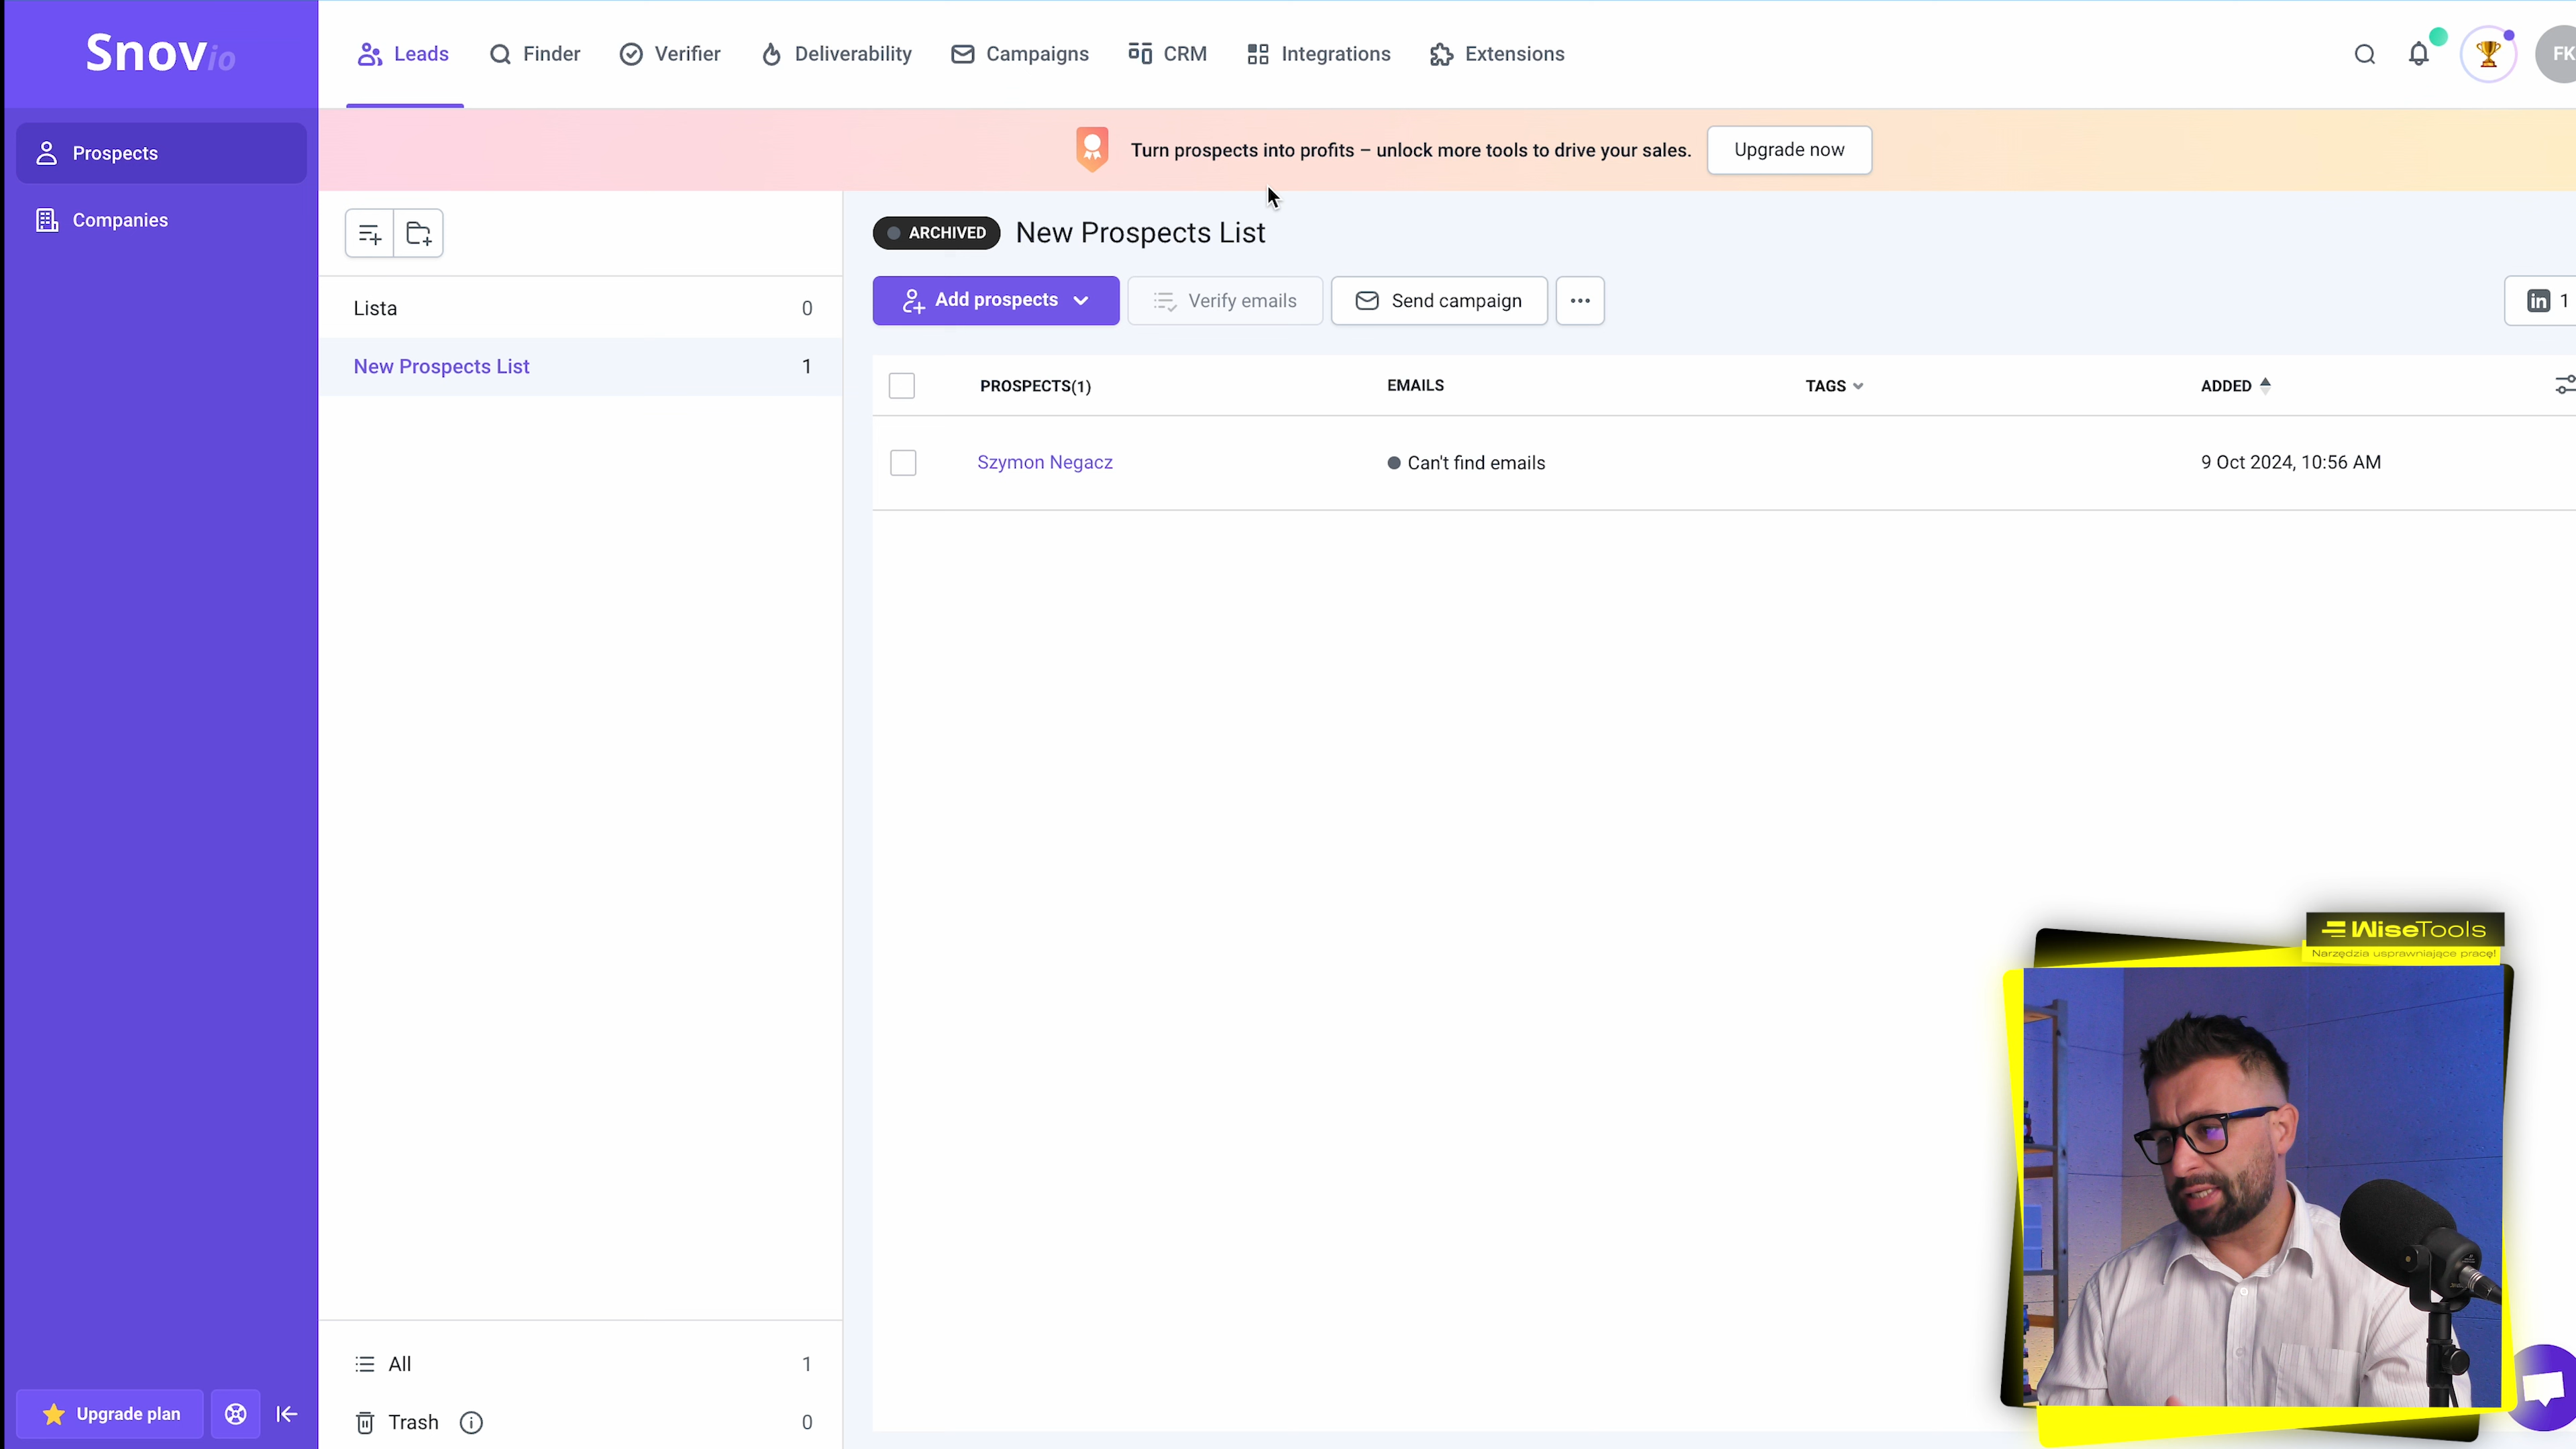 Snovio
Leads
Finder
Verifier
Deliverability
Campaigns
CRM
Integrations
Extensions
FK
Prospects
Companies
Turn prospects into profits – unlock more tools to drive your sales.
Upgrade now
ARCHIVED
New Prospects List
Add prospects
Verify emails
Send campaign
in 1
Lista 0
New Prospects List 1
PROSPECTS(1)
EMAILS
TAGS
ADDED
Szymon Negacz
Can't find emails
9 Oct 2024, 10:56 AM
WiseTools
Narzędzia usprawniające pracę!
All 1
Trash 0
Upgrade plan